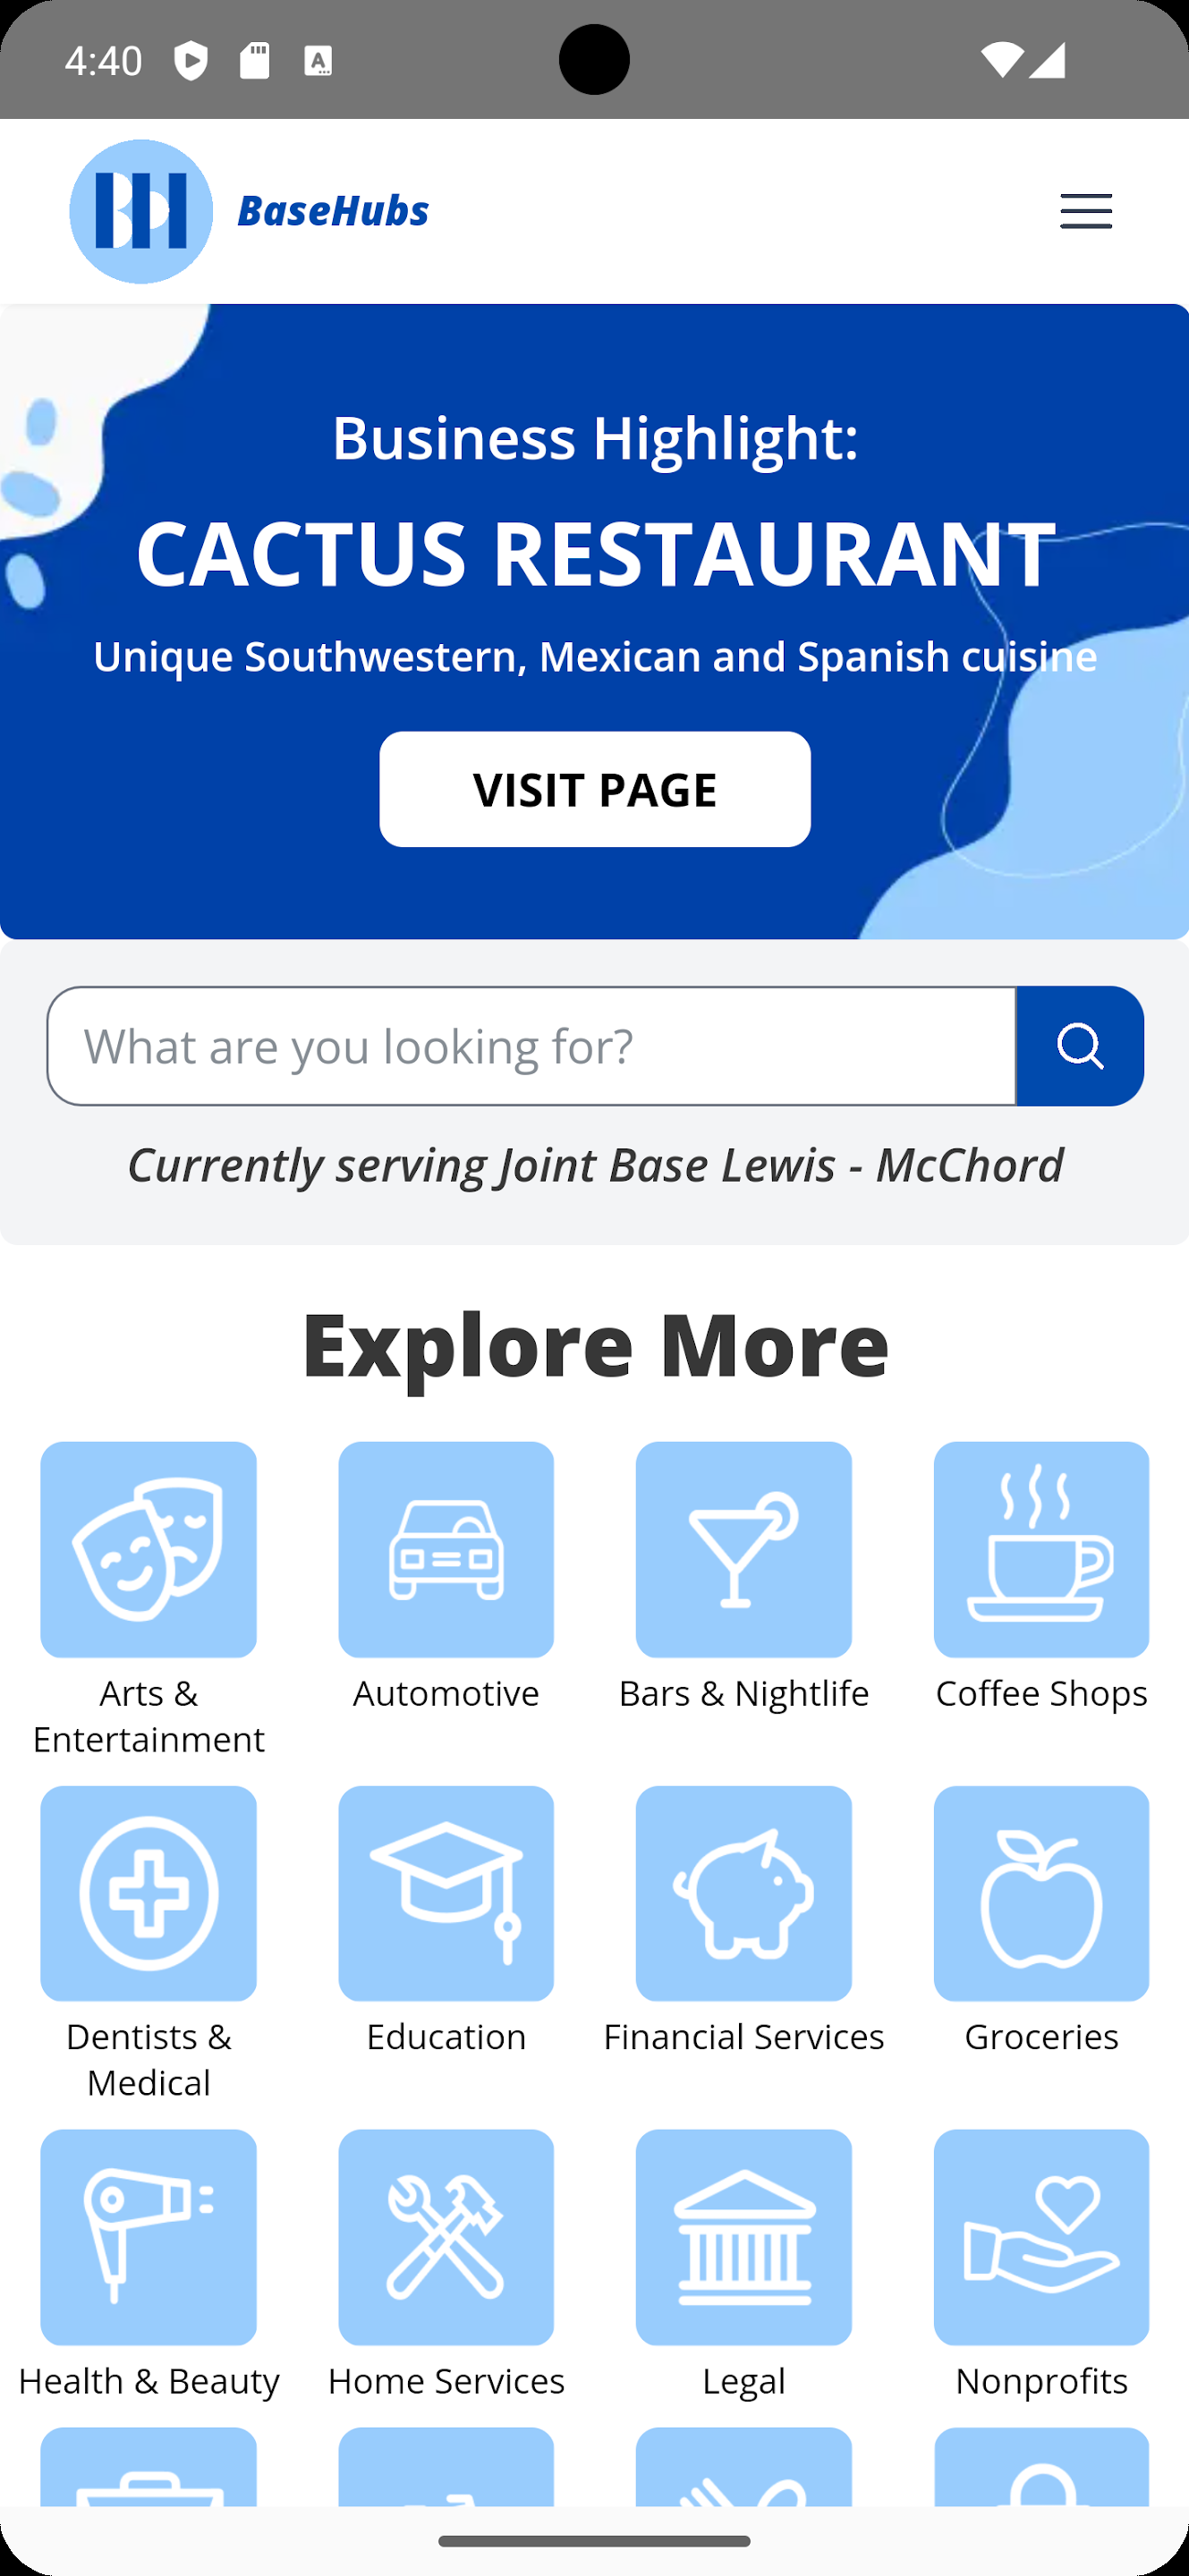 4:40
A
BH
BaseHubs
Business Highlight:
CACTUS RESTAURANT
Unique Southwestern, Mexican and Spanish cuisine
VISIT PAGE
What are you looking for?
Currently serving Joint Base Lewis - McChord
Explore More
Arts & Entertainment
Automotive
Bars & Nightlife
Coffee Shops
Dentists & Medical
Education
Financial Services
Groceries
Health & Beauty
Home Services
Legal
Nonprofits